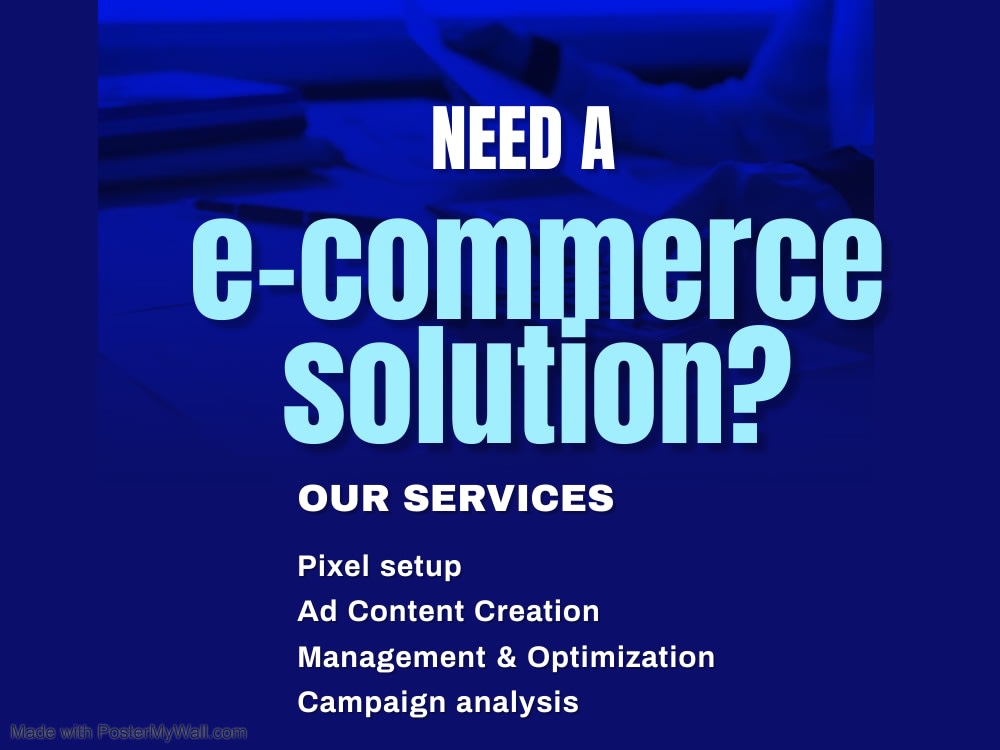 NEED A
e-commerce
solution?
OUR SERVICES
Pixel setup
Ad Content Creation
Management & Optimization
Campaign analysis
Made with PosterMyWall.com